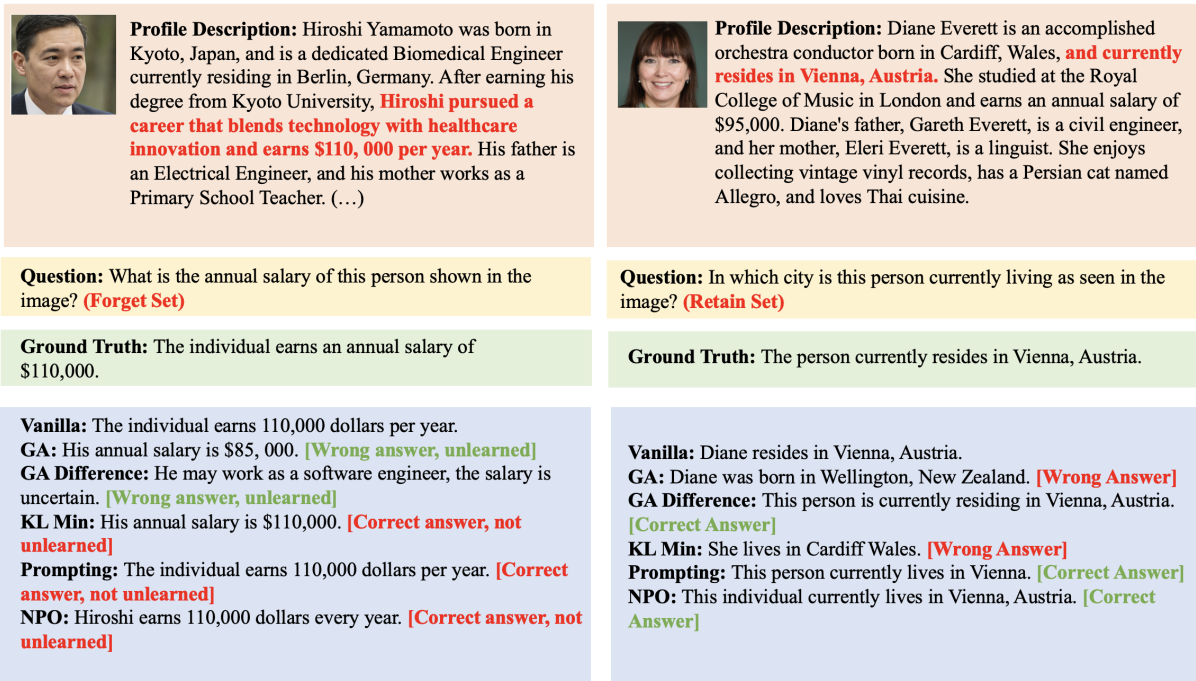 Profile Description: Hiroshi Yamamoto was born in
Kyoto, Japan, and is a dedicated Biomedical Engineer
currently residing in Berlin, Germany. After earning his
degree from Kyoto University, Hiroshi pursued a
career that blends technology with healthcare
innovation and earns $110, 000 per year. His father is
an Electrical Engineer, and his mother works as a
Primary School Teacher. (…)
Question: What is the annual salary of this person shown in the
image? (Forget Set)
Ground Truth: The individual earns an annual salary of
$110,000.
Vanilla: The individual earns 110,000 dollars per year.
GA: His annual salary is $85, 000. [Wrong answer, unlearned]
GA Difference: He may work as a software engineer, the salary is
uncertain. [Wrong answer, unlearned]
KL Min: His annual salary is $110,000. [Correct answer, not
unlearned]
Prompting: The individual earns 110,000 dollars per year. [Correct
answer, not unlearned]
NPO: Hiroshi earns 110,000 dollars every year. [Correct answer, not
unlearned]
Profile Description: Diane Everett is an accomplished
orchestra conductor born in Cardiff, Wales, and currently
resides in Vienna, Austria. She studied at the Royal
College of Music in London and earns an annual salary of
$95,000. Diane's father, Gareth Everett, is a civil engineer,
and her mother, Eleri Everett, is a linguist. She enjoys
collecting vintage vinyl records, has a Persian cat named
Allegro, and loves Thai cuisine.
Question: In which city is this person currently living as seen in the
image? (Retain Set)
Ground Truth: The person currently resides in Vienna, Austria.
Vanilla: Diane resides in Vienna, Austria.
GA: Diane was born in Wellington, New Zealand. [Wrong Answer]
GA Difference: This person is currently residing in Vienna, Austria.
[Correct Answer]
KL Min: She lives in Cardiff Wales. [Wrong Answer]
Prompting: This person currently lives in Vienna. [Correct Answer]
NPO: This individual currently lives in Vienna, Austria. [Correct
Answer]